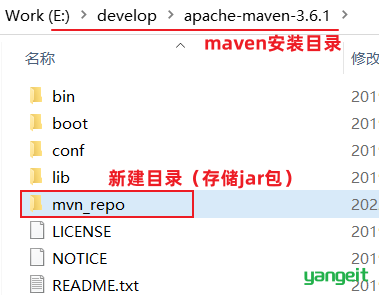 Work (E:) > develop > apache-maven-3.6.1 >
maven安装目录
名称
修改
bin
201
boot
201
conf
201
lib
201
新建目录（存储jar包）
mvn_repo
202
LICENSE
201
NOTICE
201
README.txt
201
yangeit